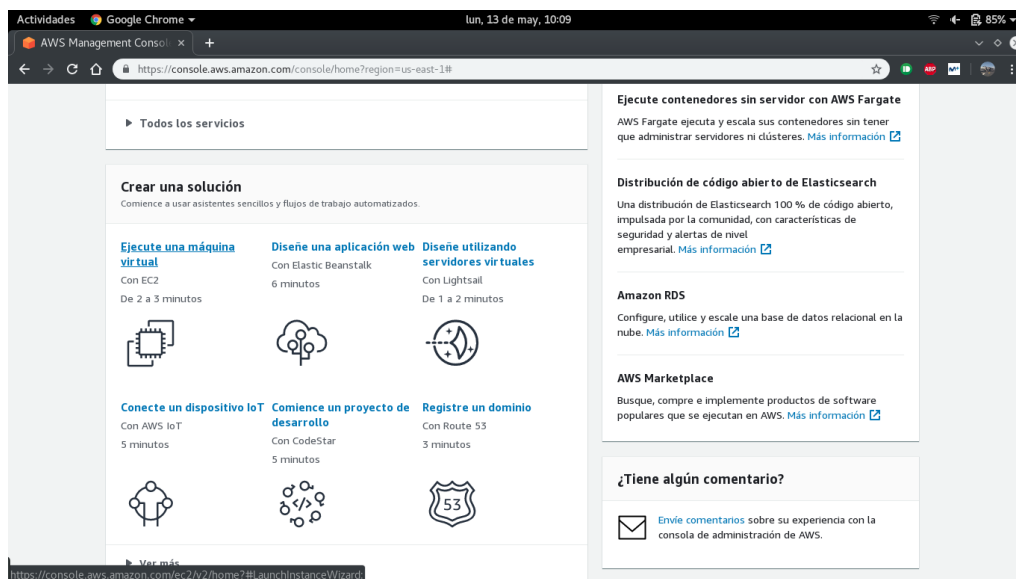 Actividades
Google Chrome
lun, 13 de may, 10:09
85%
AWS Management Consol
https://console.aws.amazon.com/console/home?region=us-east-1#
ABP
Todos los servicios
Crear una solución
Comience a usar asistentes sencillos y flujos de trabajo automatizados.
Ejecute una máquina
virtual
Con EC2
De 2 a 3 minutos
Diseñe una aplicación web
Con Elastic Beanstalk
6 minutos
Diseñe utilizando
servidores virtuales
Con Lightsail
De 1 a 2 minutos
Conecte un dispositivo IoT
Con AWS IoT
5 minutos
Comience un proyecto de
desarrollo
Con CodeStar
5 minutos
Registre un dominio
Con Route 53
3 minutos
53
Ver más
https://console.aws.amazon.com/ec2/v2/home?#LaunchInstanceWizard:
Ejecute contenedores sin servidor con AWS Fargate
AWS Fargate ejecuta y escala sus contenedores sin tener
que administrar servidores ni clústeres. Más información
Distribución de código abierto de Elasticsearch
Una distribución de Elasticsearch 100 % de código abierto,
impulsada por la comunidad, con características de
seguridad y alertas de nivel
empresarial. Más información
Amazon RDS
Configure, utilice y escale una base de datos relacional en la
nube. Más información
AWS Marketplace
Busque, compre e implemente productos de software
populares que se ejecutan en AWS. Más información
¿Tiene algún comentario?
Envíe comentarios sobre su experiencia con la
consola de administración de AWS.